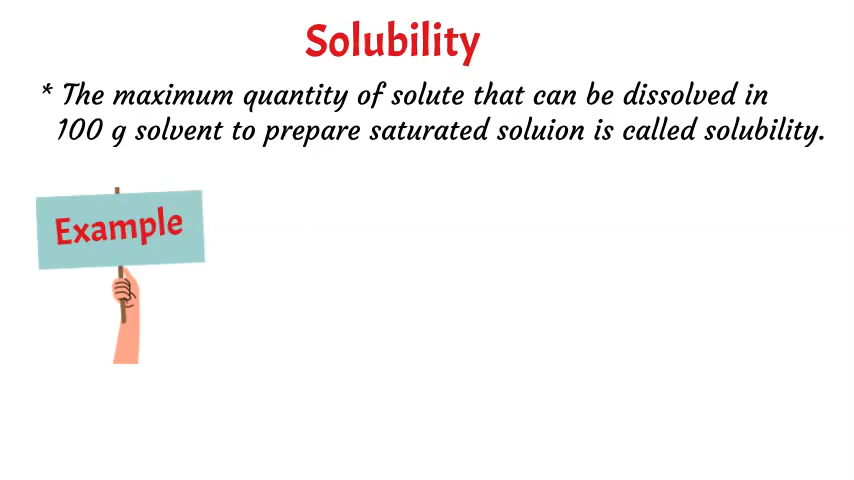 Solubility
* The maximum quantity of solute that can be dissolved in
100 g solvent to prepare saturated soluion is called solubility.
Example